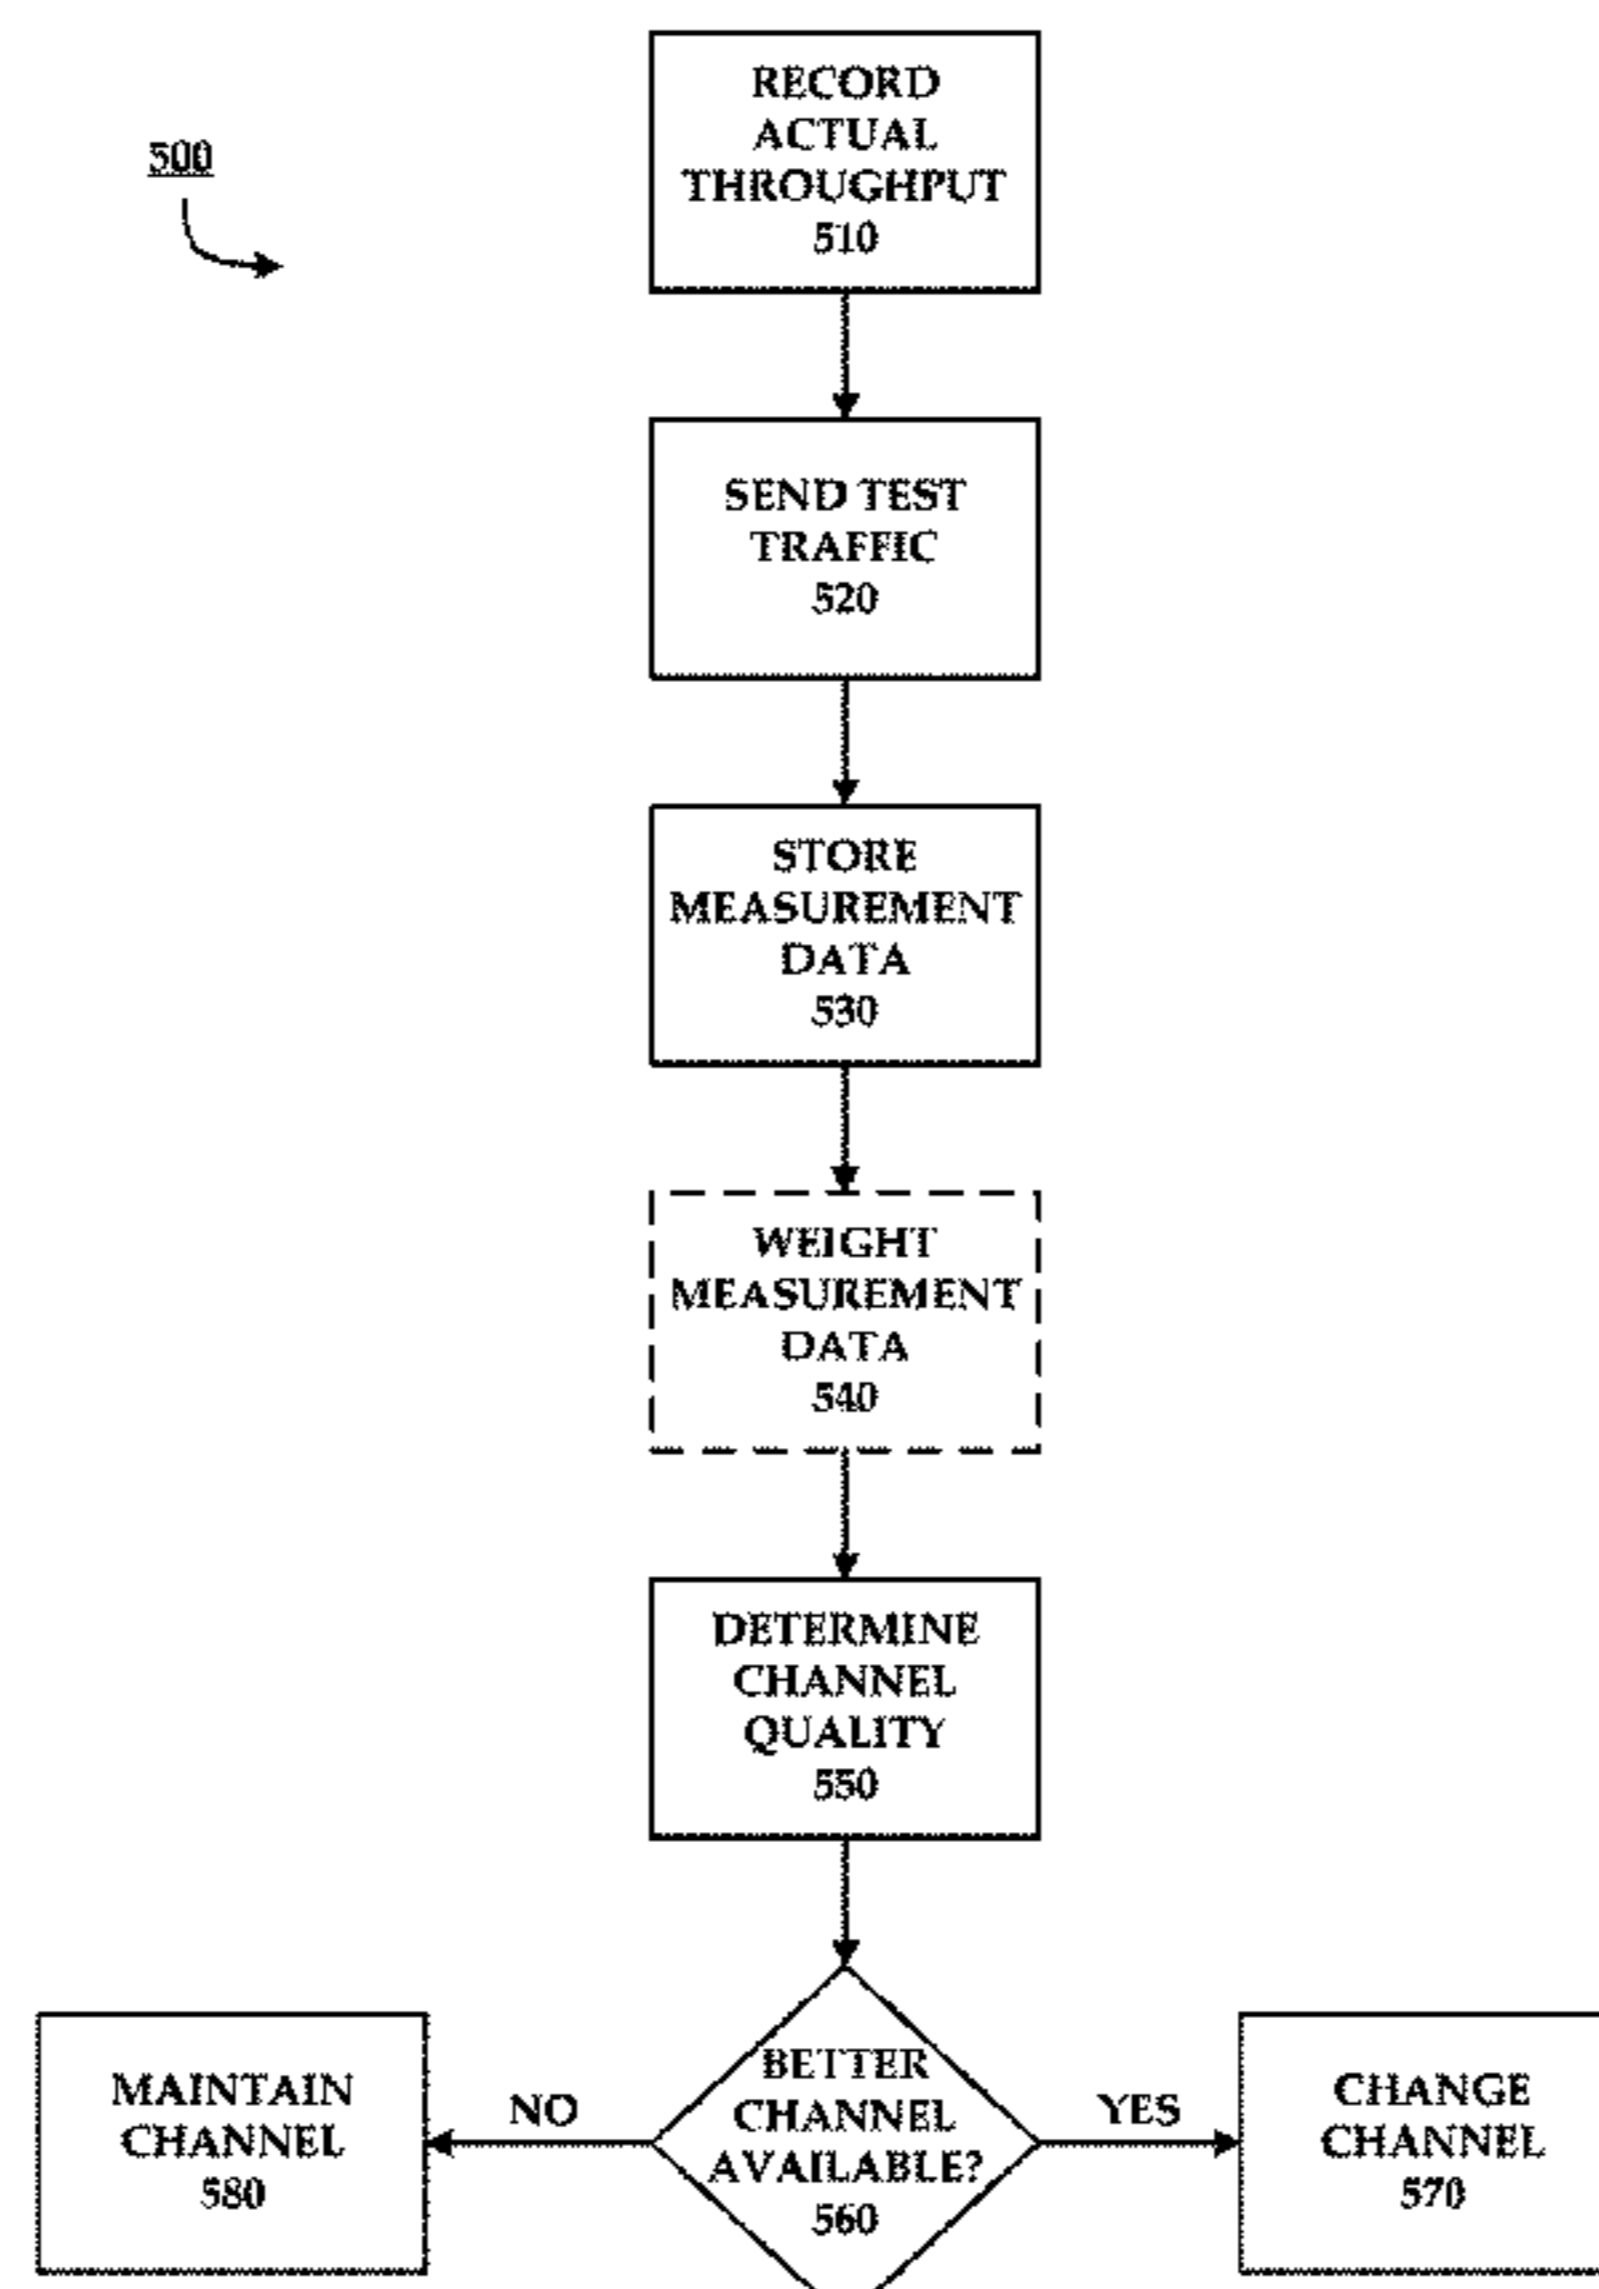 RECORD
ACTUAL
THROUGHPUT
510
500
SEND TEST
TRAFFIC
520
STORE
MEASUREMENT
DATA
530
WEIGHT
MEASUREMENT
DATA
540
DETERMINE
CHANNEL
QUALITY
550
BETTER
CHANNEL
AVAILABLE?
560
NO
MAINTAIN
CHANNEL
580
YES
CHANGE
CHANNEL
570